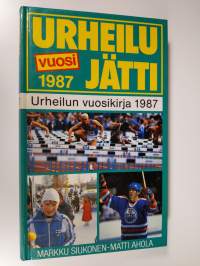 URHEILU
vuosi
1987
JÄTTI
Urheilun vuosikirja 1987
MARKKU SIUKONEN-MATTI AHOLA